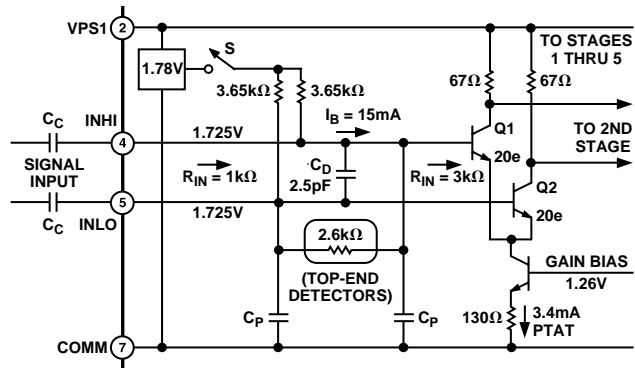 VPS1 2
1.78V
S
TO STAGES
1 THRU 5
3.65kΩ
3.65kΩ
67Ω
67Ω
CC
INHI
4
1.725V
IB = 15mA
Q1
20e
TO 2ND
STAGE
SIGNAL
INPUT
RIN = 1kΩ
CD
2.5pF
RIN = 3kΩ
Q2
20e
CC
INLO
5
1.725V
2.6kΩ
(TOP-END
DETECTORS)
GAIN BIAS
1.26V
CP
CP
130Ω
3.4mA
PTAT
COMM 7